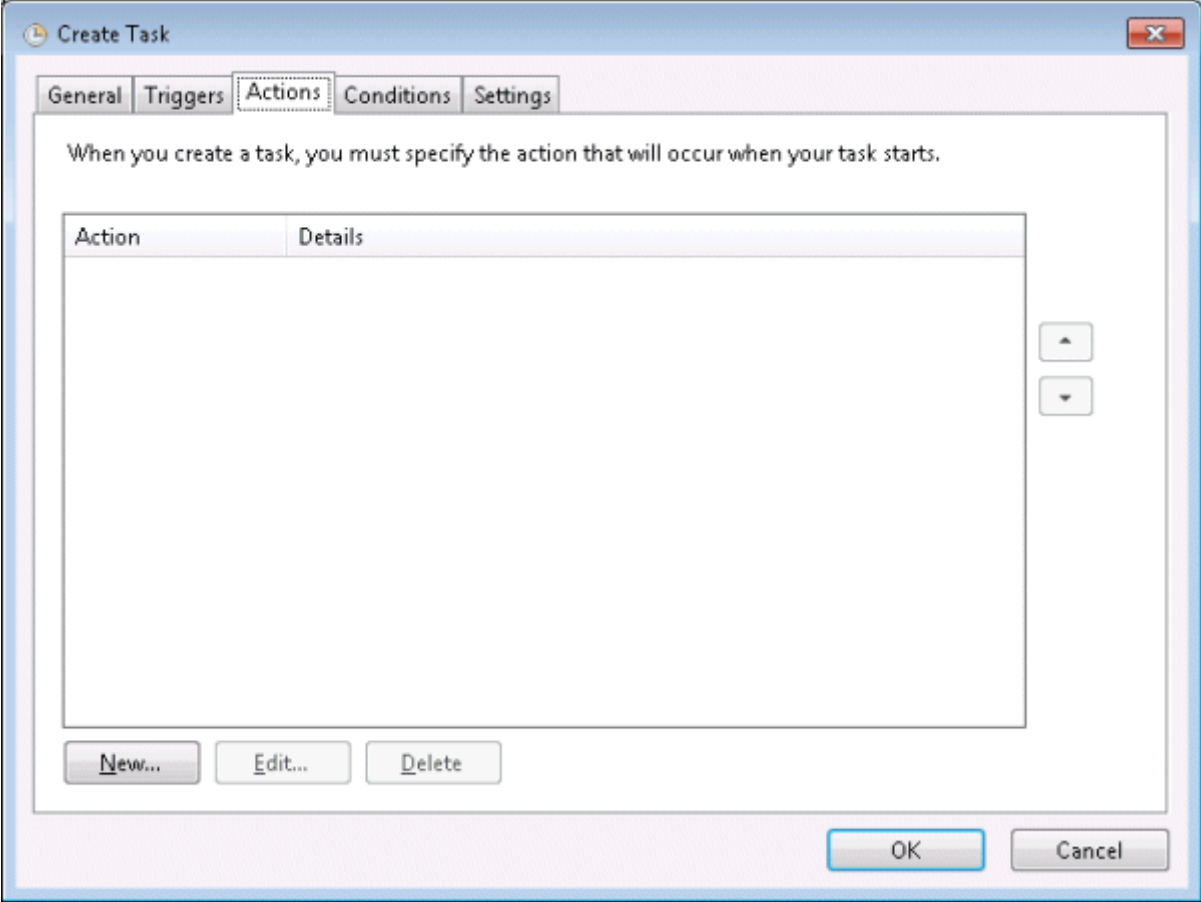 Create Task
General Triggers Actions Conditions Settings
When you create a task, you must specify the action that will occur when your task starts.
Action Details
New... Edit... Delete
OK Cancel